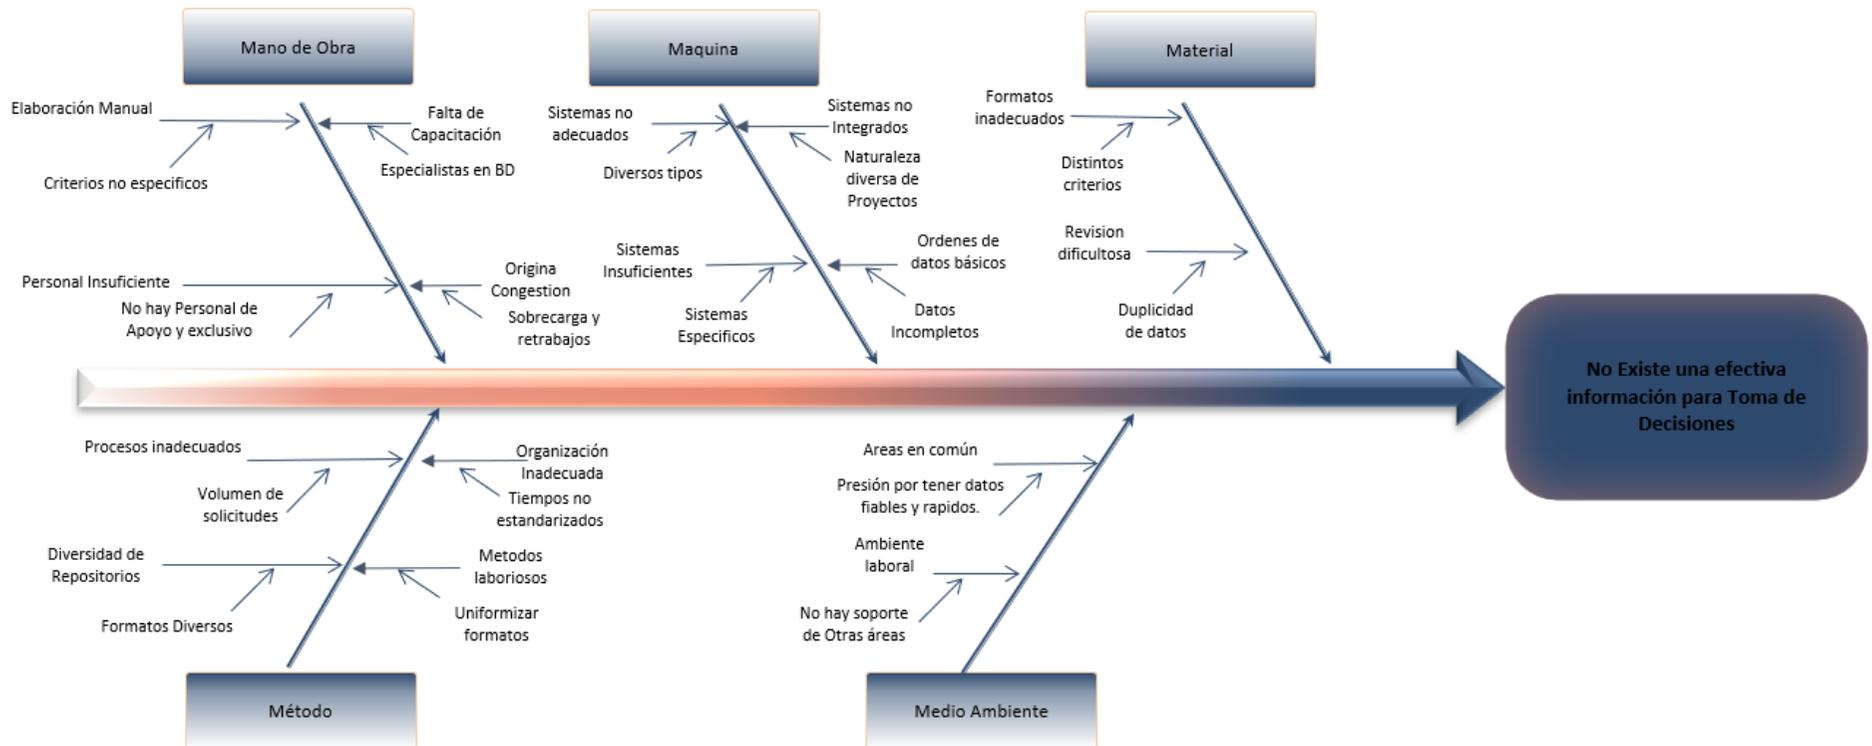 Mano de Obra
Maquina
Material
Elaboración Manual
Criterios no especificos
Falta de
Capacitación
Especialistas en BD
Personal Insuficiente
No hay Personal de
Apoyo y exclusivo
Origina
Congestion
Sobrecarga y
retrabajos
Sistemas no
adecuados
Diversos tipos
Sistemas no
Integrados
Naturaleza
diversa de
Proyectos
Sistemas
Insuficientes
Sistemas
Especificos
Ordenes de
datos básicos
Datos
Incompletos
Formatos
inadecuados
Distintos
criterios
Revision
dificultosa
Duplicidad
de datos
No Existe una efectiva
información para Toma de
Decisiones
Procesos inadecuados
Volumen de
solicitudes
Organización
Inadecuada
Tiempos no
estandarizados
Diversidad de
Repositorios
Formatos Diversos
Metodos
laboriosos
Uniformizar
formatos
Areas en común
Presión por tener datos
fiables y rapidos.
Ambiente
laboral
No hay soporte
de Otras áreas
Método
Medio Ambiente